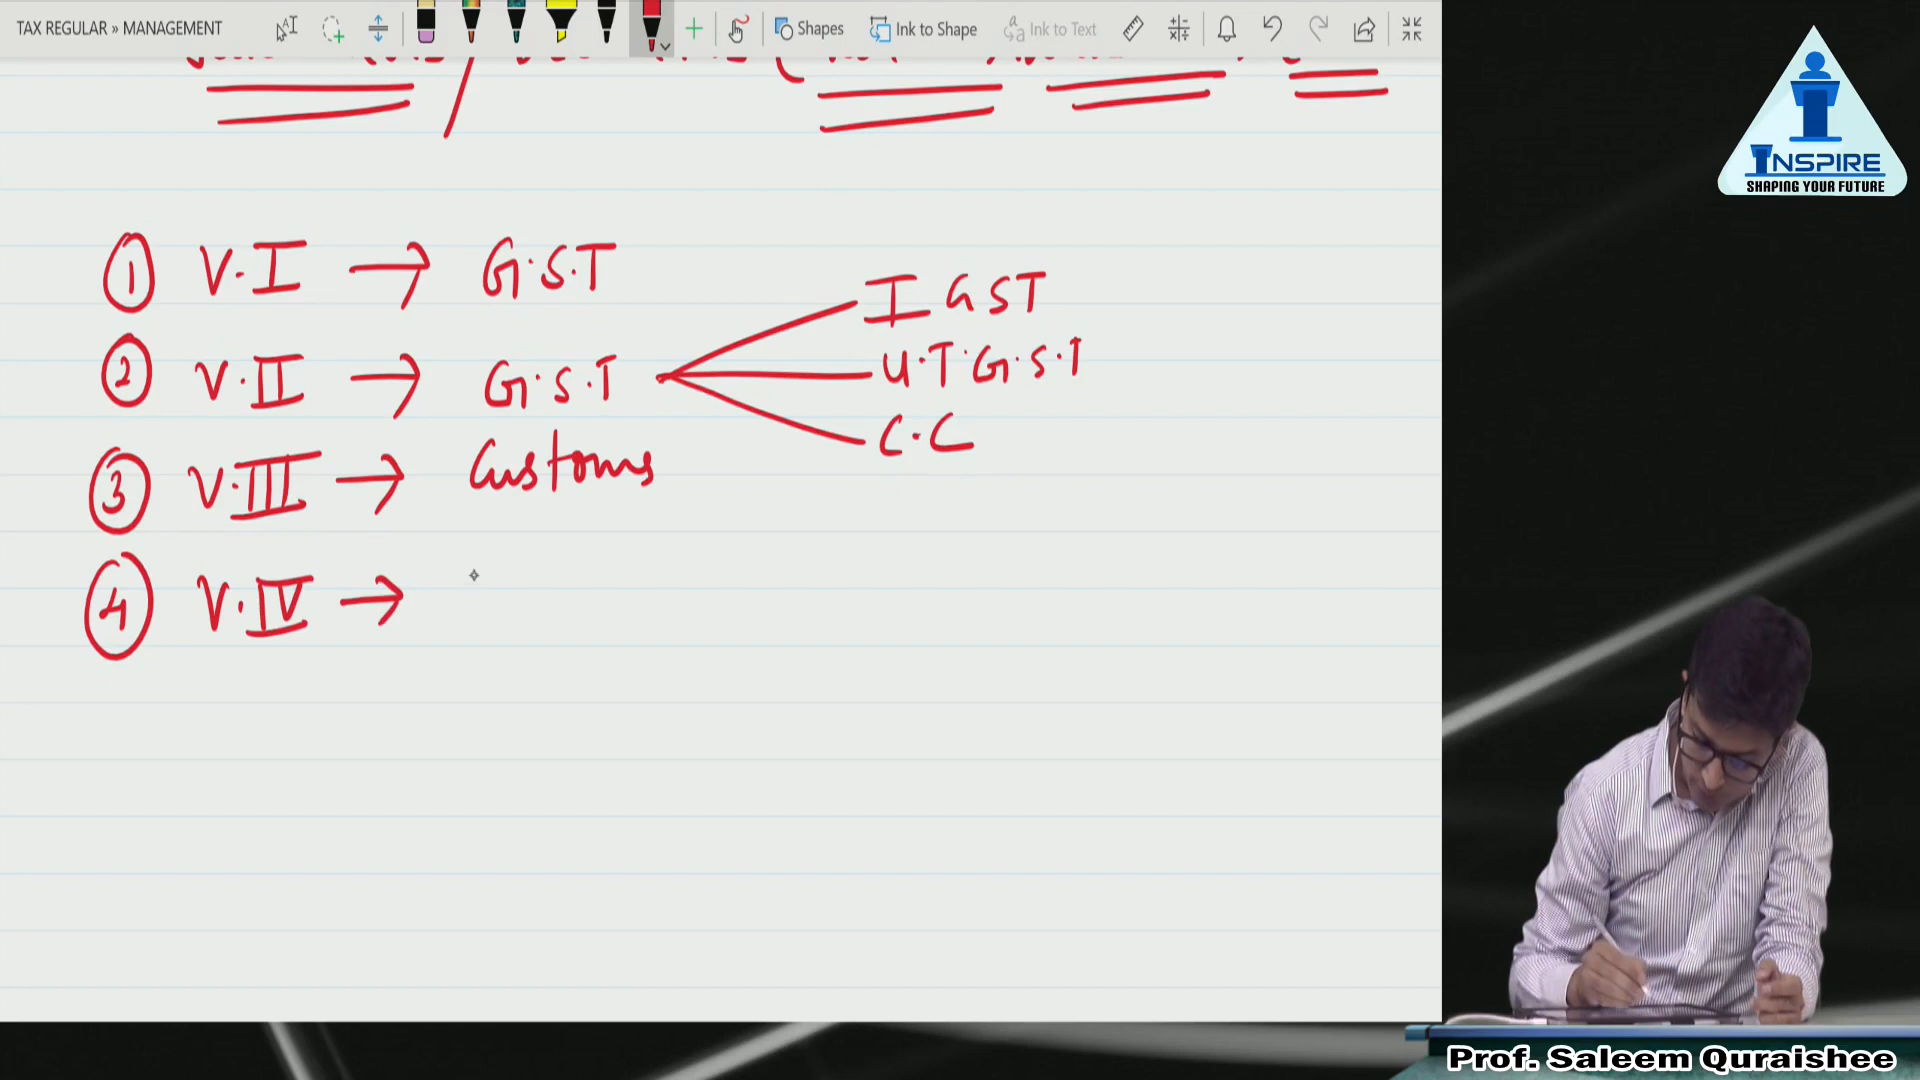 TAX REGULAR » MANAGEMENT
Shapes
Ink to Shape
Ink to Text
INSPIRE
SHAPING YOUR FUTURE
1 V.I → G.S.T
IGST
2 V.II → G.S.T
U.T.G.S.T
C.C
3 V.III → Customs
4 V.IV →
Prof. Saleem Quraishee